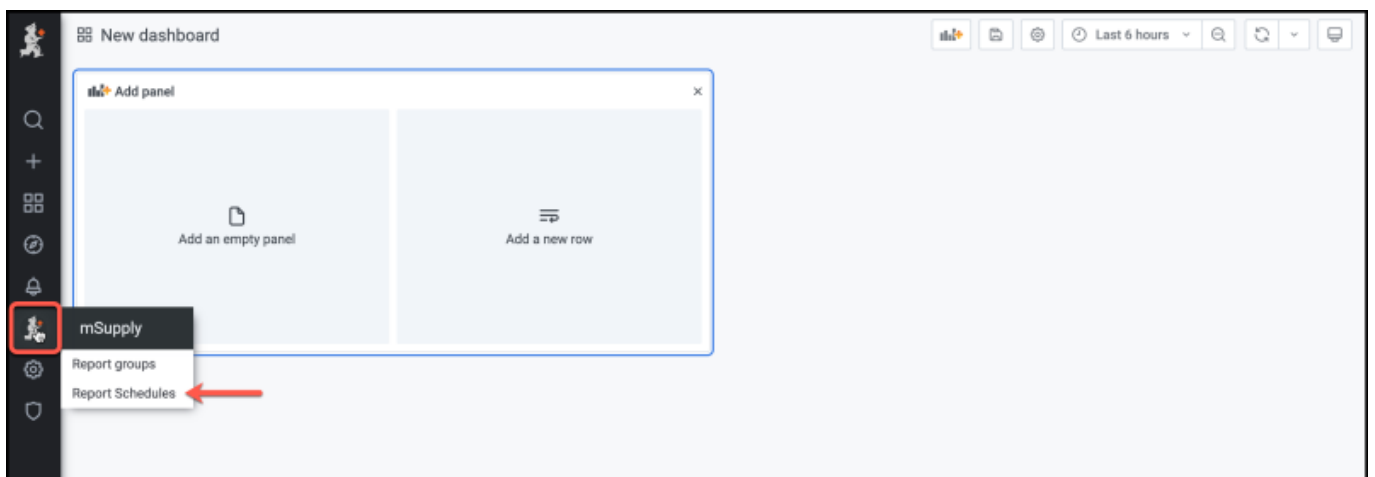 New dashboard
Last 6 hours
Add panel
Add an empty panel
Add a new row
mSupply
Report groups
Report Schedules